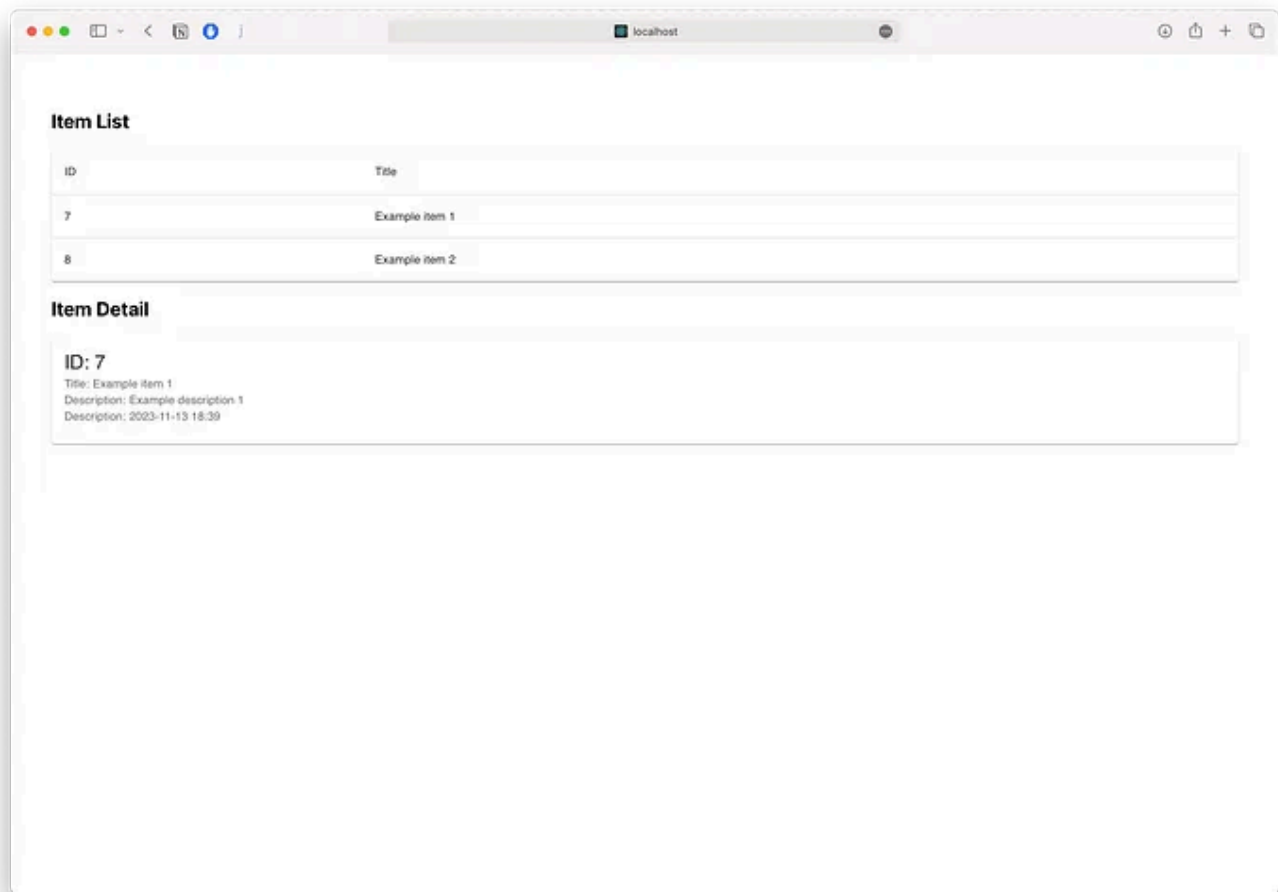 localhost
Item List
ID Title
7 Example item 1
8 Example item 2
Item Detail
ID: 7
Title: Example item 1
Description: Example description 1
Description: 2023-11-13 18:39